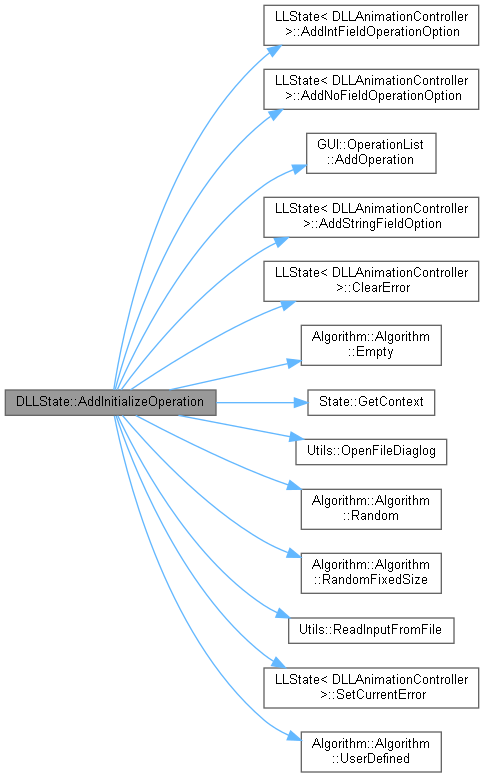 LLState< DLLAnimationController
>::AddIntFieldOperationOption
LLState< DLLAnimationController
>::AddNoFieldOperationOption
GUI::OperationList
::AddOperation
LLState< DLLAnimationController
>::AddStringFieldOption
LLState< DLLAnimationController
>::ClearError
Algorithm::Algorithm
::Empty
DLLState::AddInitializeOperation
State::GetContext
Utils::OpenFileDiaglog
Algorithm::Algorithm
::Random
Algorithm::Algorithm
::RandomFixedSize
Utils::ReadInputFromFile
LLState< DLLAnimationController
>::SetCurrentError
Algorithm::Algorithm
::UserDefined